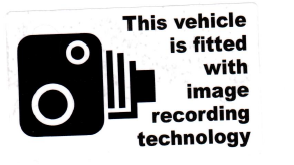 This vehicle
is fitted
with
image
recording
technology